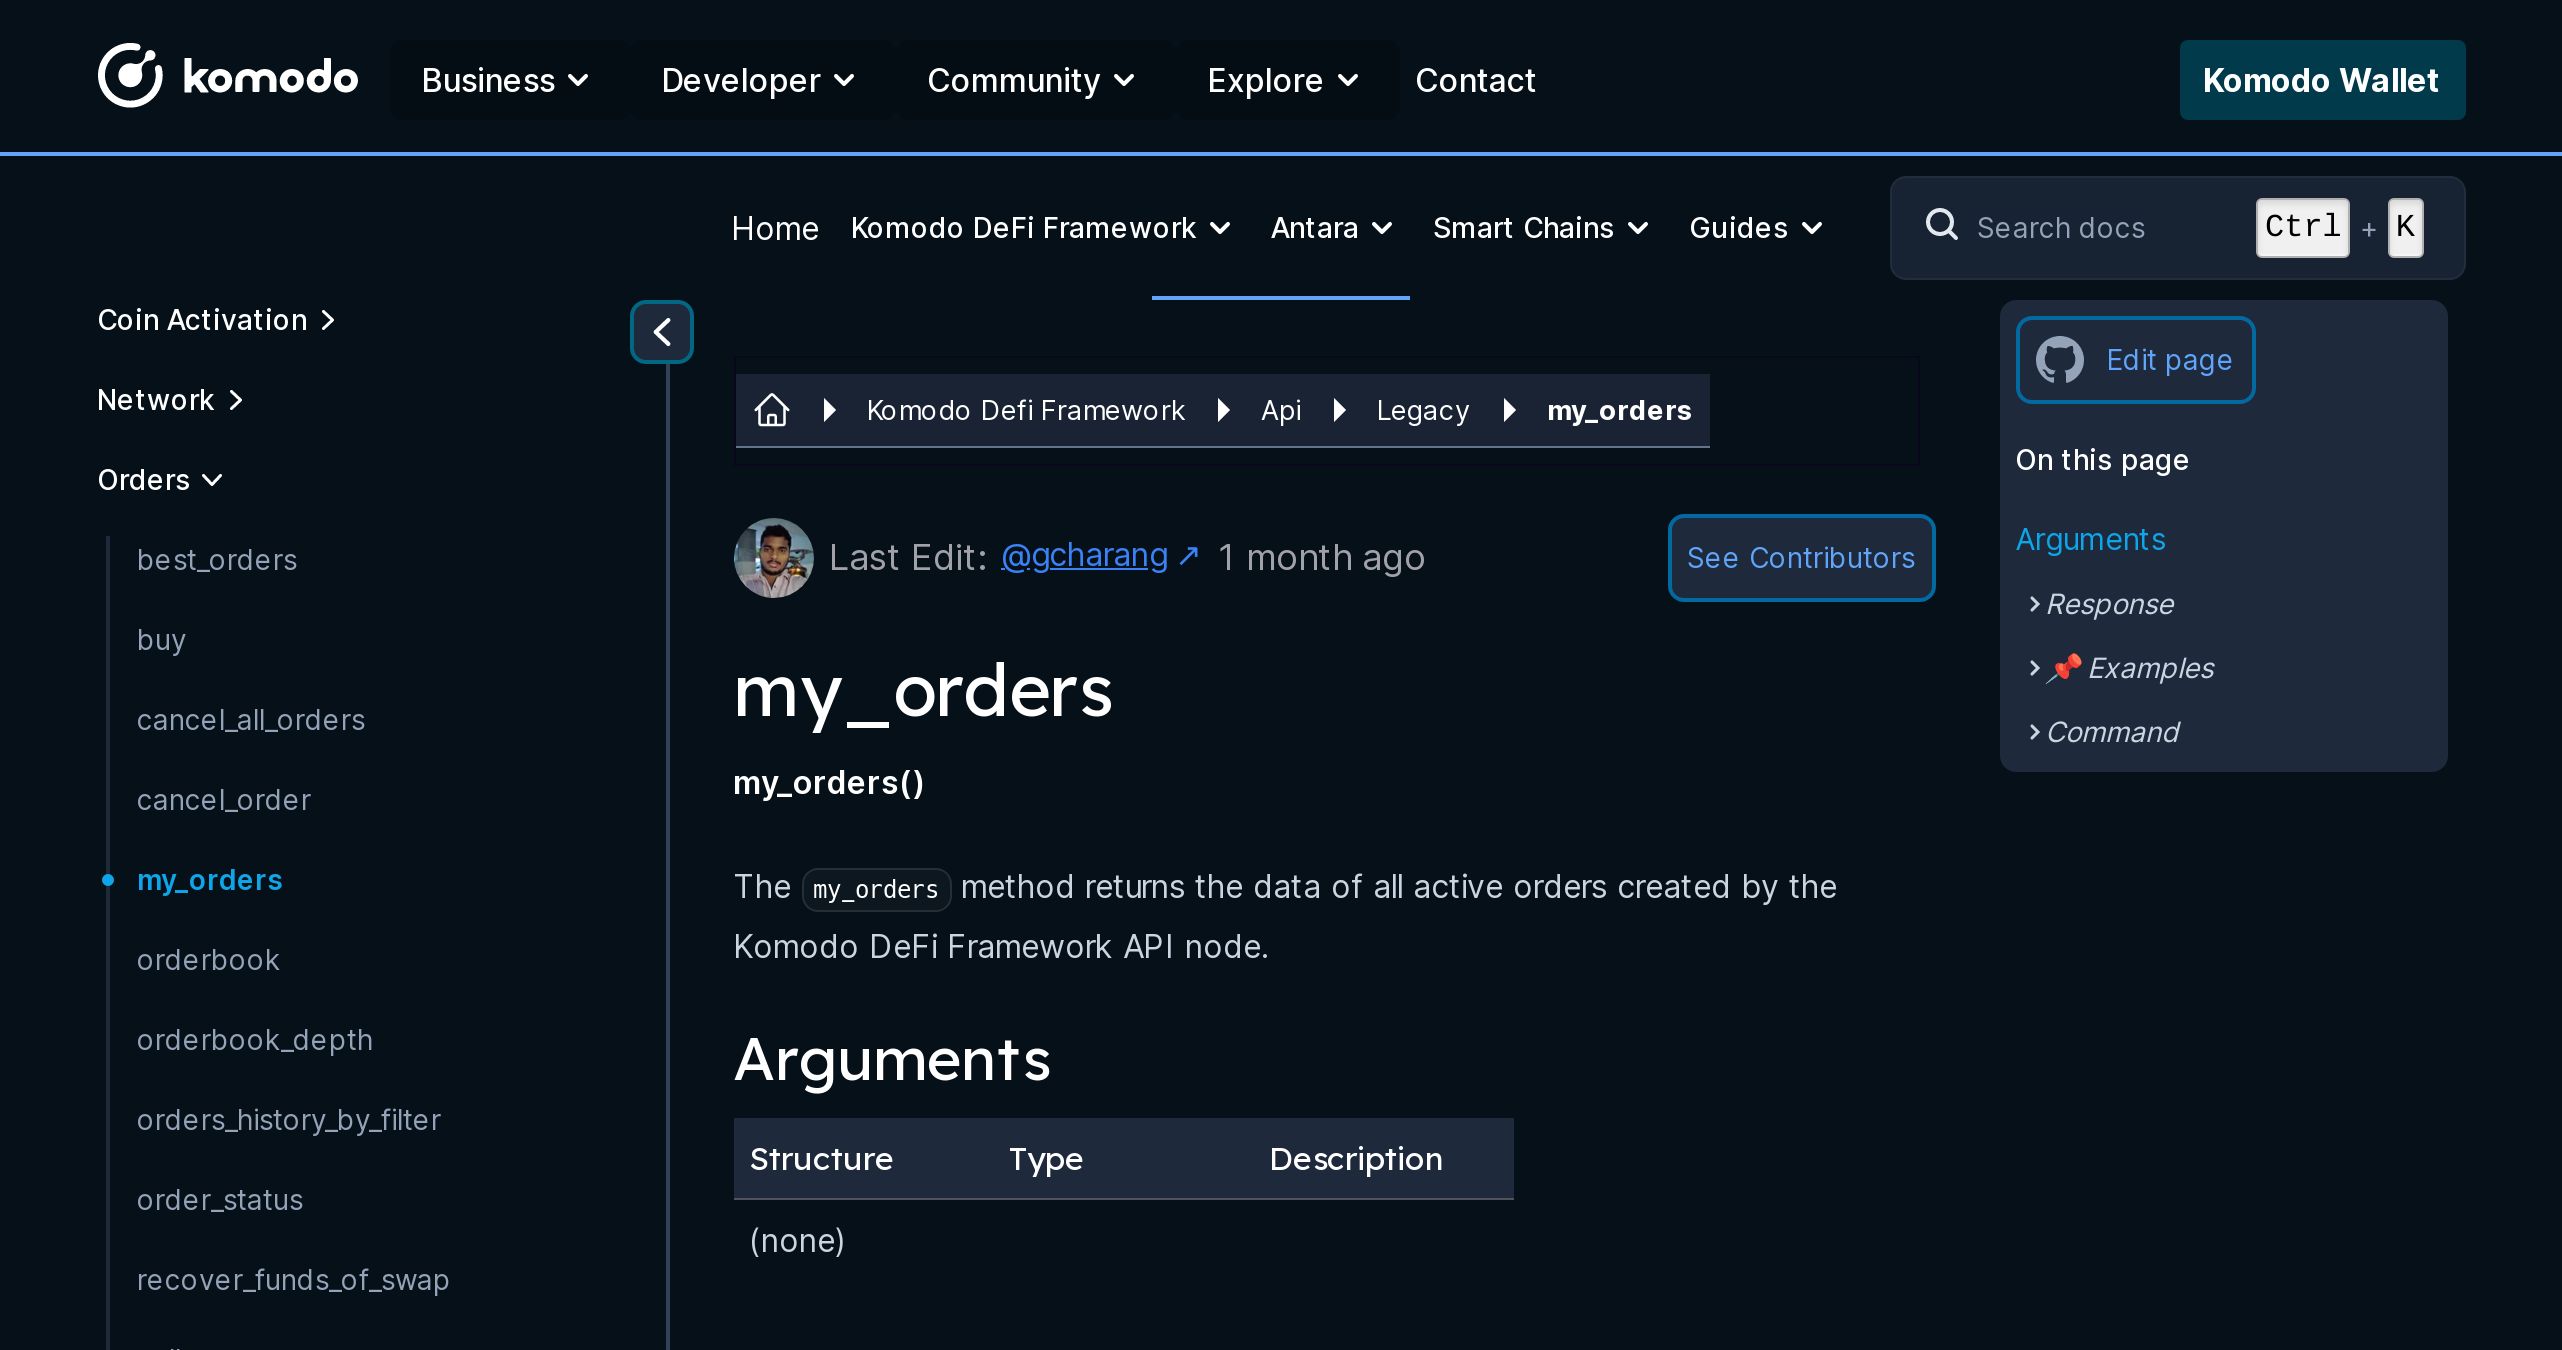 komodo
Business
Developer
Community
Explore
Contact
Komodo Wallet
Home
Komodo DeFi Framework
Antara
Smart Chains
Guides
Search docs
Ctrl + K
Coin Activation
Network
Orders
best_orders
buy
cancel_all_orders
cancel_order
my_orders
orderbook
orderbook_depth
orders_history_by_filter
order_status
recover_funds_of_swap
Komodo Defi Framework
Api
Legacy
my_orders
Last Edit: @gcharang ↗ 1 month ago
See Contributors
my_orders
my_orders()
The my_orders method returns the data of all active orders created by the
Komodo DeFi Framework API node.
Arguments
Structure Type Description
(none)
Edit page
On this page
Arguments
Response
📌 Examples
Command